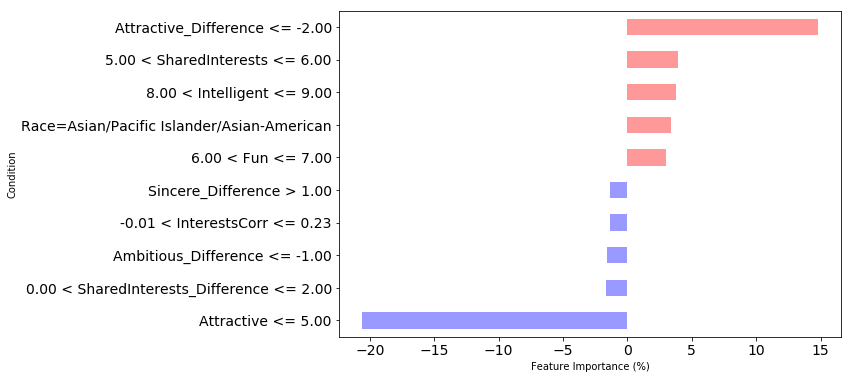 Attractive_Difference <= -2.00
5.00 < SharedInterests <= 6.00
8.00 < Intelligent <= 9.00
Race=Asian/Pacific Islander/Asian-American
6.00 < Fun <= 7.00
Sincere_Difference > 1.00
-0.01 < InterestsCorr <= 0.23
Ambitious_Difference <= -1.00
0.00 < SharedInterests_Difference <= 2.00
Attractive <= 5.00
Condition
−20 −15 −10 −5 0 5 10 15
Feature Importance (%)